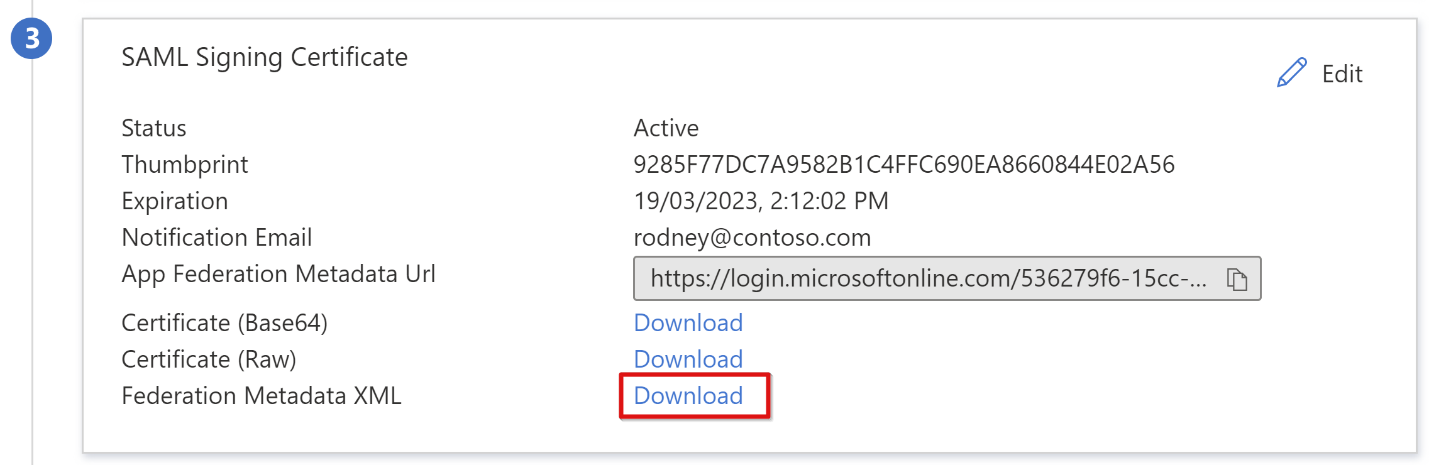 3
SAML Signing Certificate
Edit
Status Active
Thumbprint 9285F77DC7A9582B1C4FFC690EA8660844E02A56
Expiration 19/03/2023, 2:12:02 PM
Notification Email rodney@contoso.com
App Federation Metadata Url https://login.microsoftonline.com/536279f6-15cc-...
Certificate (Base64) Download
Certificate (Raw) Download
Federation Metadata XML Download